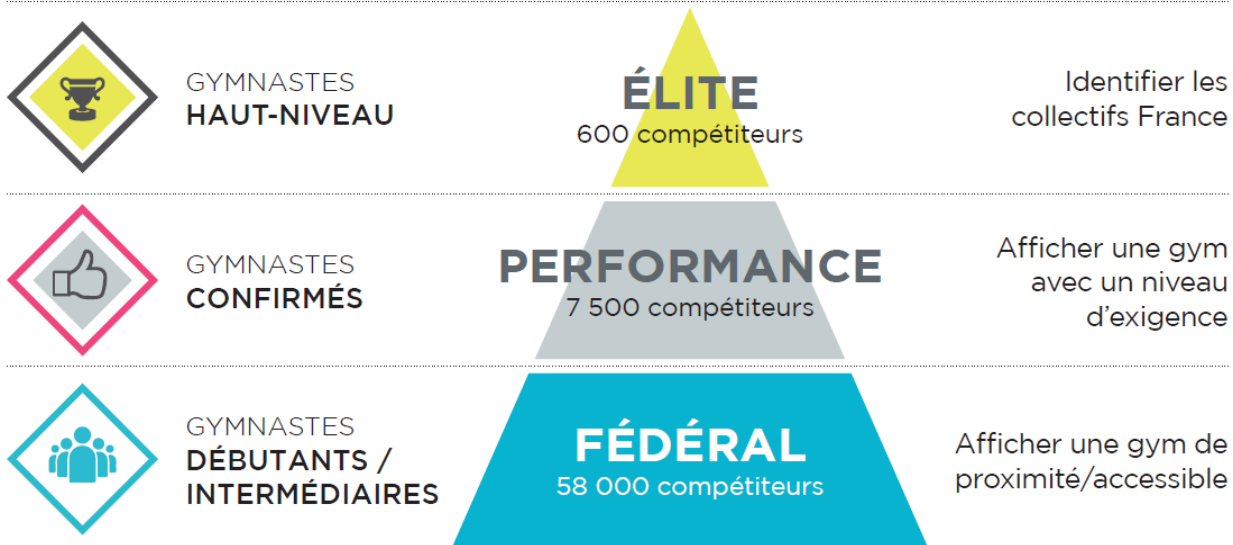 GYMNASTES
HAUT-NIVEAU
ÉLITE
600 compétiteurs
Identifier les
collectifs France
GYMNASTES
CONFIRMÉS
PERFORMANCE
7 500 compétiteurs
Afficher une gym
avec un niveau
d’exigence
GYMNASTES
DÉBUTANTS /
INTERMÉDIAIRES
FÉDÉRAL
58 000 compétiteurs
Afficher une gym de
proximité/accessible